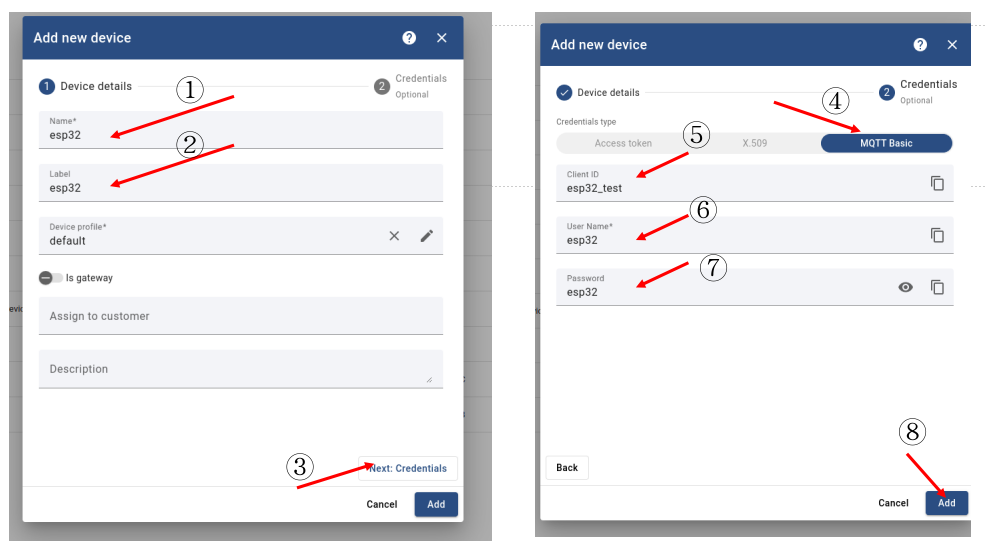 Add new device
1 Device details
2 Credentials
Optional
①
Name*
esp32
②
Label
esp32
Device profile*
default
Is gateway
Assign to customer
Description
③
Next: Credentials
Cancel
Add
Add new device
Device details
2 Credentials
Optional
④
Credentials type
Access token
X.509
MQTT Basic
⑤
Client ID
esp32_test
⑥
User Name*
esp32
⑦
Password
esp32
⑧
Back
Cancel
Add